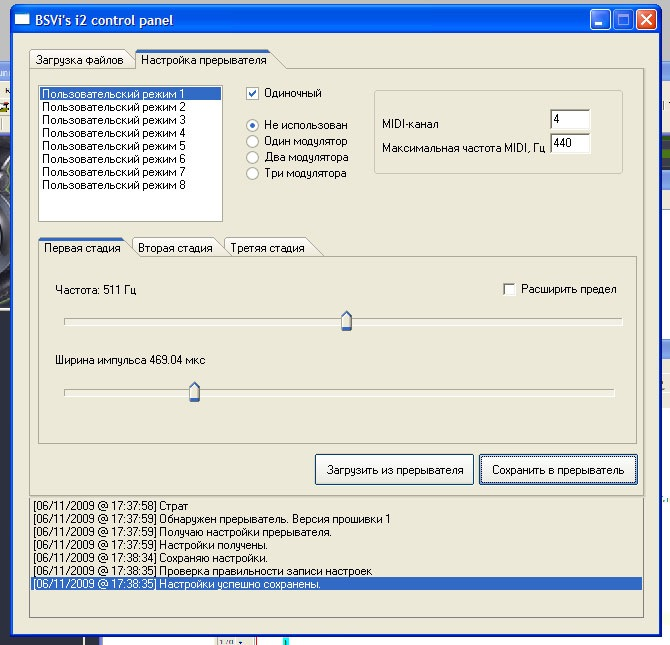 BSVi's i2 control panel
Загрузка файлов
Настройка прерывателя
Пользовательский режим 1
Пользовательский режим 2
Пользовательский режим 3
Пользовательский режим 4
Пользовательский режим 5
Пользовательский режим 6
Пользовательский режим 7
Пользовательский режим 8
Одиночный
Не использован
Один модулятор
Два модулятора
Три модулятора
MIDI-канал
4
Максимальная частота MIDI, Гц
440
Первая стадия
Вторая стадия
Третяя стадия
Частота: 511 Гц
Расширить предел
Ширина импульса 469.04 мкс
Загрузить из прерывателя
Сохранить в прерыватель
[06/11/2009 @ 17:37:58] Страт
[06/11/2009 @ 17:37:59] Обнаружен прерыватель. Версия прошивки 1
[06/11/2009 @ 17:37:59] Получаю настройки прерывателя.
[06/11/2009 @ 17:37:59] Настройки получены.
[06/11/2009 @ 17:38:34] Сохраняю настройки.
[06/11/2009 @ 17:38:35] Проверка правильности записи настроек
[06/11/2009 @ 17:38:35] Настройки успешно сохранены.